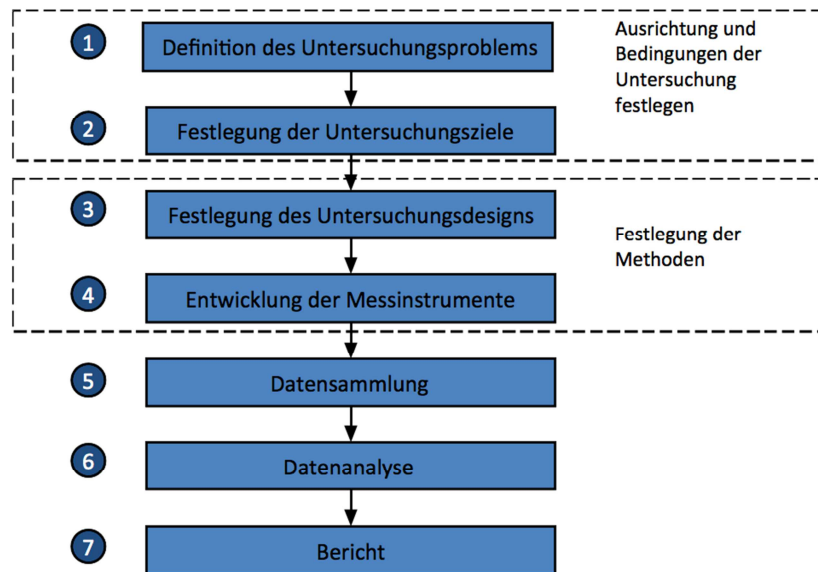 1
Definition des Untersuchungsproblems
Ausrichtung und
Bedingungen der
Untersuchung
festlegen
2
Festlegung der Untersuchungsziele
3
Festlegung des Untersuchungsdesigns
Festlegung der
Methoden
4
Entwicklung der Messinstrumente
5
Datensammlung
6
Datenanalyse
7
Bericht